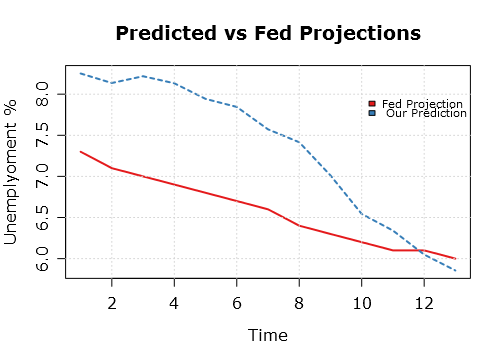 Predicted vs Fed Projections
Unemplyoment %
8.0
7.5
7.0
6.5
6.0
Fed Projection
Our Prediction
2 4 6 8 10 12
Time